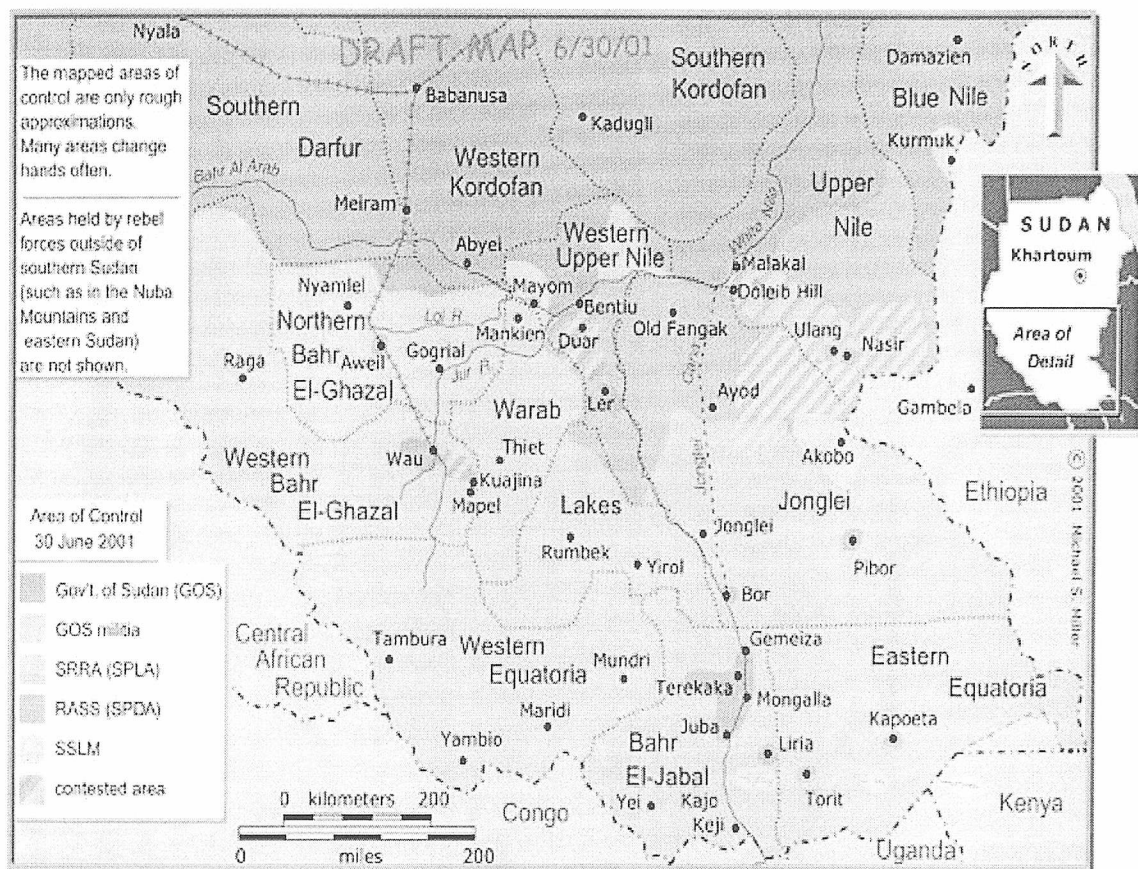 DRAFT MAP 6/30/01
Nyala
The mapped areas of
control are only rough
approximations.
Many areas change
hands often.
Areas held by rebel
forces outside of
southern Sudan
(such as in the Nuba
Mountains and
eastern Sudan)
are not shown.
Southern
Darfur
Bahr Al Arab
Babanusa
Kadugli
Southern
Kordofan
Western
Kordofan
Damazien
Blue Nile
Kurmuk
NORTH
Upper
Nile
White Nile
Meiram
Abyei
Western
Upper Nile
Malakal
Doleib Hill
SUDAN
Khartoum
Area of
Detail
Nyamlel
Northern
Bahr
El-Ghazal
Aweil
Raga
Lol R.
Mayom
Mankien
Bentiu
Duar
Old Fangak
Ulang
Nasir
Gogrial
Jur R.
Warab
Ler
Ayod
Gambela
Akobo
Western
Bahr
El-Ghazal
Wau
Thiet
Kuajina
Mapel
Lakes
Rumbek
Yirol
Jonglei
Jonglei
Jonglei
Pibor
Ethiopia
Bor
© 2001 Michael S. Miller
Area of Control
30 June 2001
Gov't. of Sudan (GOS)
GOS militia
SRRA (SPLA)
RASS (SPDA)
SSLM
contested area
Central
African
Republic
Tambura
Western
Equatoria
Mundri
Maridi
Yambio
Gemeiza
Terekaka
Mongalla
Juba
Eastern
Equatoria
Kapoeta
Liria
Torit
Bahr
El-Jabal
Yei
Kajo
Keji
Congo
Uganda
Kenya
0 kilometers 200
0 miles 200